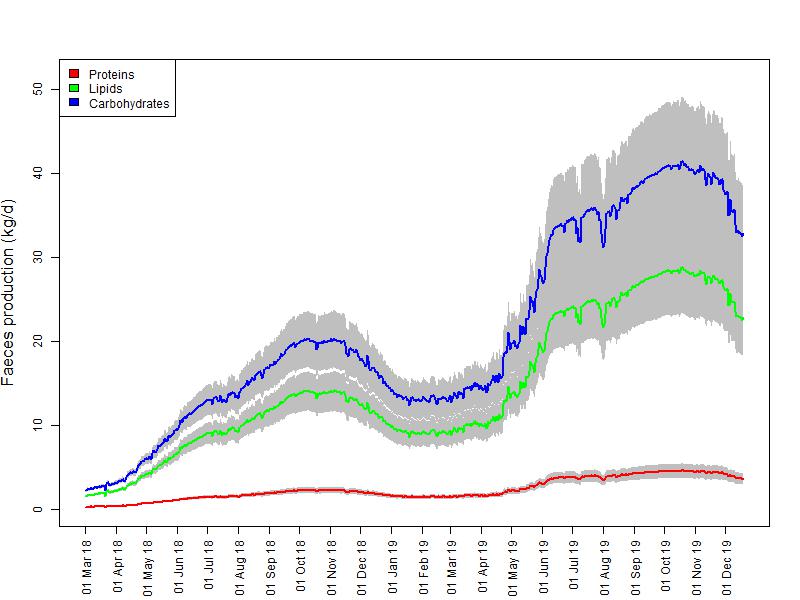 Proteins
Lipids
Carbohydrates
Faeces production (kg/d)
50
40
30
20
10
0
01 Mar 18
01 Apr 18
01 May 18
01 Jun 18
01 Jul 18
01 Aug 18
01 Sep 18
01 Oct 18
01 Nov 18
01 Dec 18
01 Jan 19
01 Feb 19
01 Mar 19
01 Apr 19
01 May 19
01 Jun 19
01 Jul 19
01 Aug 19
01 Sep 19
01 Oct 19
01 Nov 19
01 Dec 19